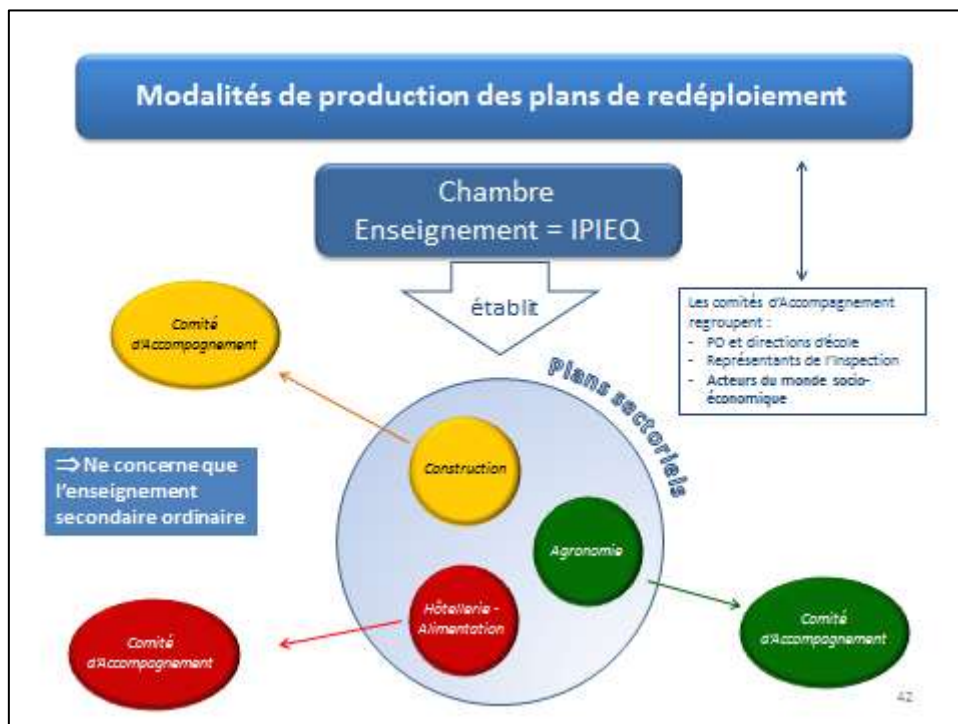 Modalités de production des plans de redéploiement
Chambre
Enseignement = IPIEQ
établit
Les comités d'Accompagnement
regroupent :
- PO et directions d'école
- Représentants de l'Inspection
- Acteurs du monde socio-
économique
Comité
d'Accompagnement
Plans sectoriels
Construction
⇒ Ne concerne que
l'enseignement
secondaire ordinaire
Agronomie
Hôtellerie -
Alimentation
Comité
d'Accompagnement
Comité
d'Accompagnement
42